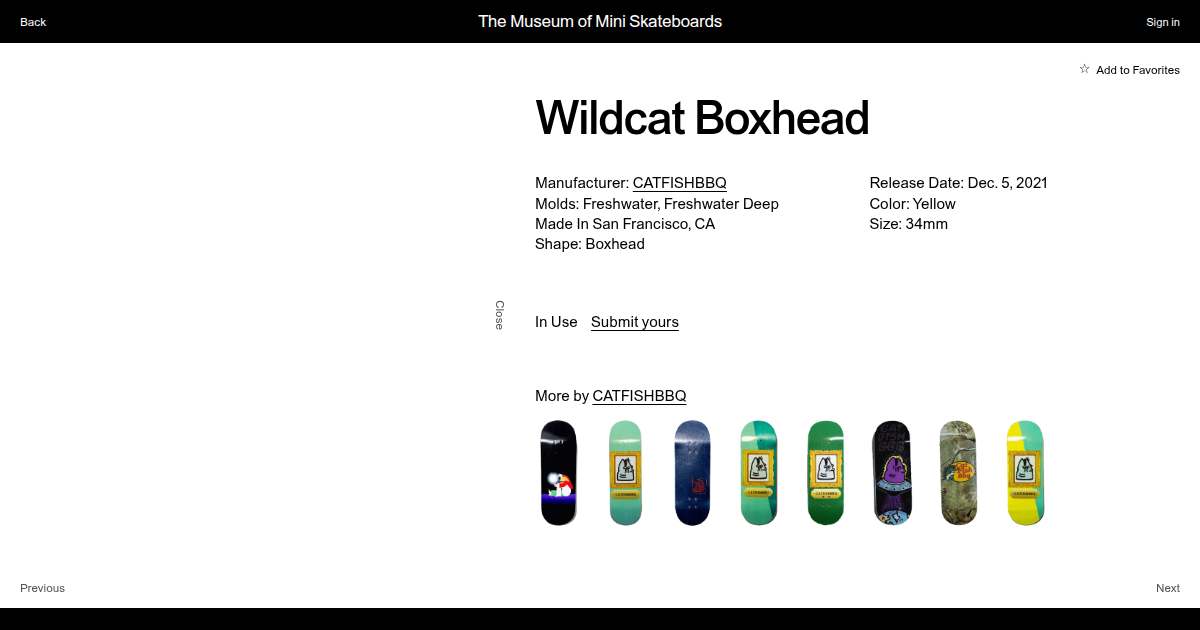 Back
The Museum of Mini Skateboards
Sign in
☆ Add to Favorites
Wildcat Boxhead
Manufacturer: CATFISHBBQ
Molds: Freshwater, Freshwater Deep
Made In San Francisco, CA
Shape: Boxhead
Release Date: Dec. 5, 2021
Color: Yellow
Size: 34mm
Close
In Use Submit yours
More by CATFISHBBQ
Previous
Next